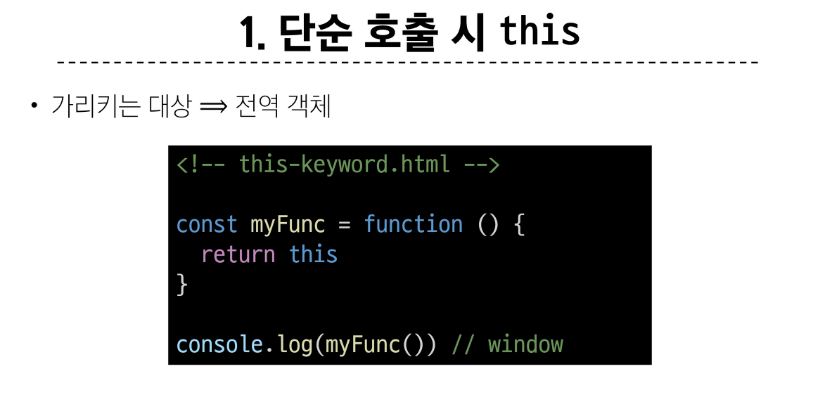 1. 단순 호출 시 this
• 가리키는 대상 ⟹ 전역 객체
<!-- this-keyword.html -->
const myFunc = function () {
  return this
}
console.log(myFunc()) // window